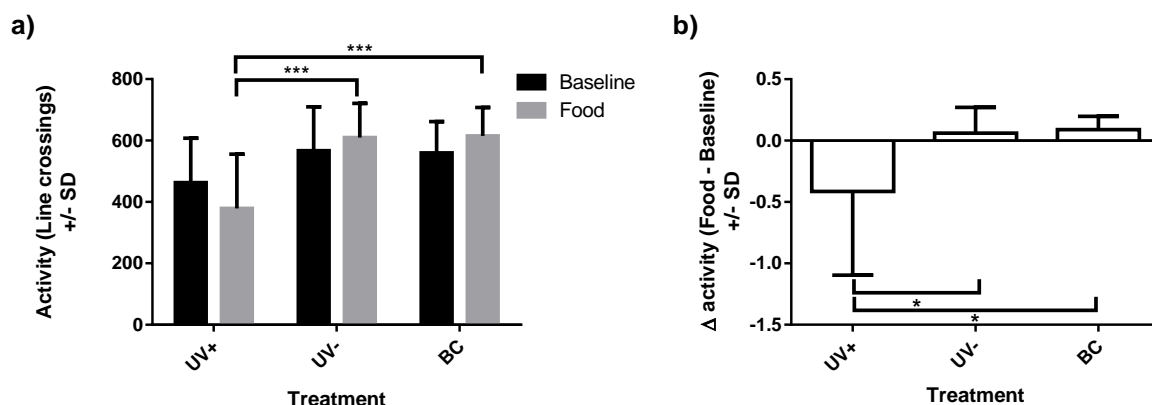 a)
Activity (Line crossings)
+/- SD
800
600
400
200
0
***
***
Baseline
Food
UV+
UV-
BC
Treatment
b)
Δ activity (Food - Baseline)
+/- SD
0.5
0.0
-0.5
-1.0
-1.5
*
*
UV+
UV-
BC
Treatment